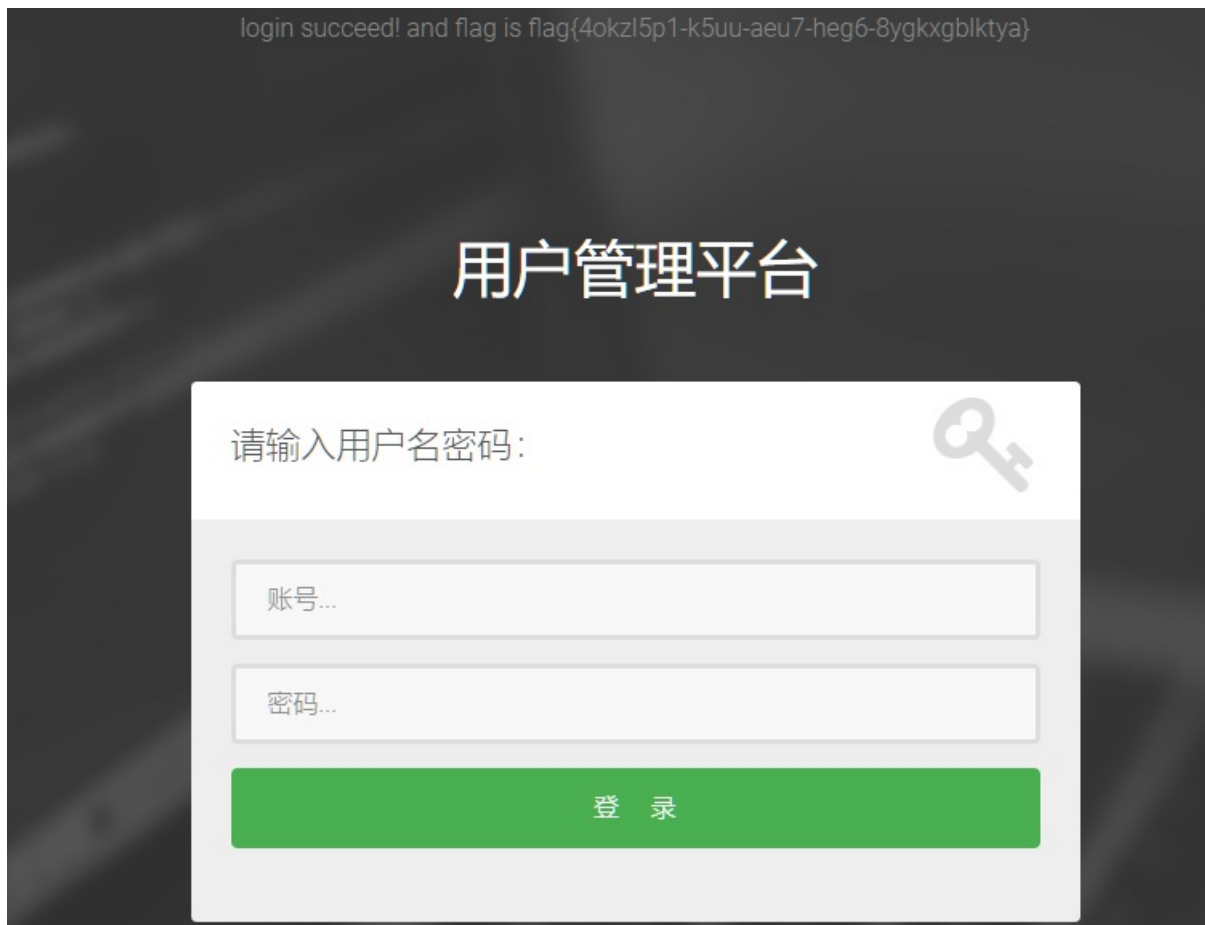 login succeed! and flag is flag{4okzl5p1-k5uu-aeu7-heg6-8ygkxgblktya}
用户管理平台
请输入用户名密码：
账号...
密码...
登 录